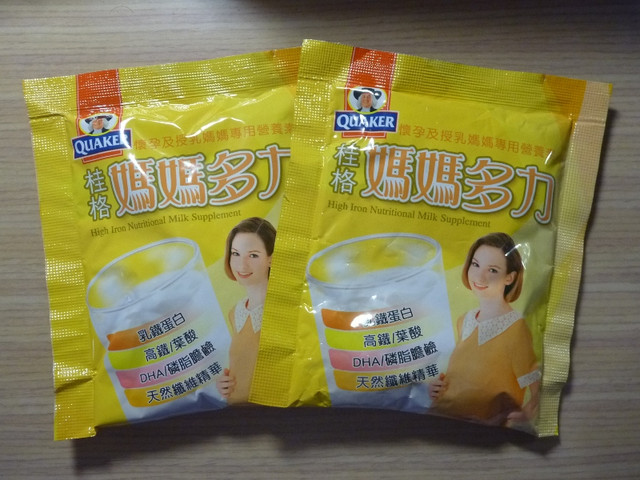 QUAKER
懷孕及授乳媽媽專用營養
桂格
媽媽多力
High Iron Nutritional Milk Supplement
乳鐵蛋白
高鐵/葉酸
DHA/磷脂膽鹼
天然纖維精華
QUAKER
懷孕及授乳媽媽專用營養
桂格
媽媽多力
High Iron Nutritional Milk Supplement
乳鐵蛋白
高鐵/葉酸
DHA/磷脂膽鹼
天然纖維精華